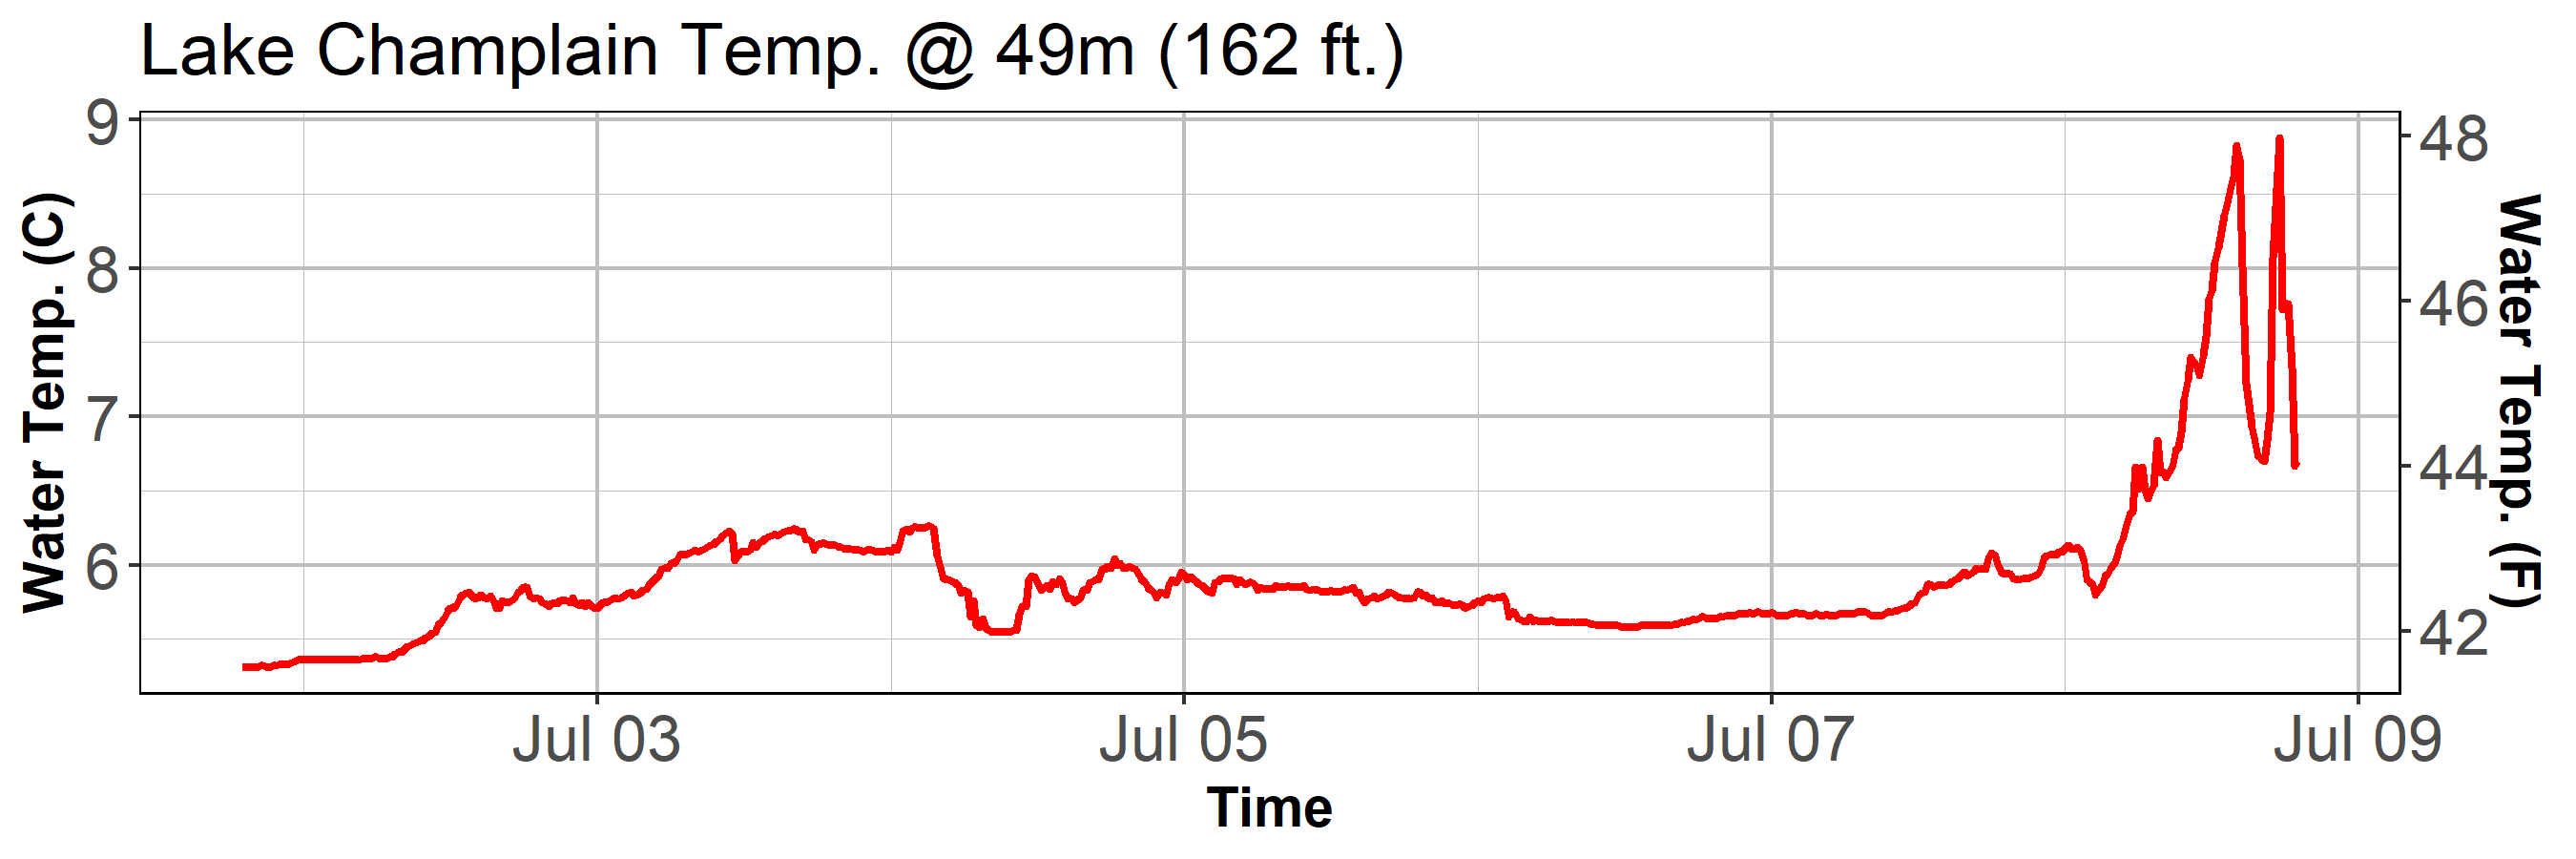 Lake Champlain Temp. @ 49m (162 ft.)
Water Temp. (C)
9
8
7
6
48
46
44
42
Water Temp. (F)
Jul 03
Jul 05
Jul 07
Jul 09
Time